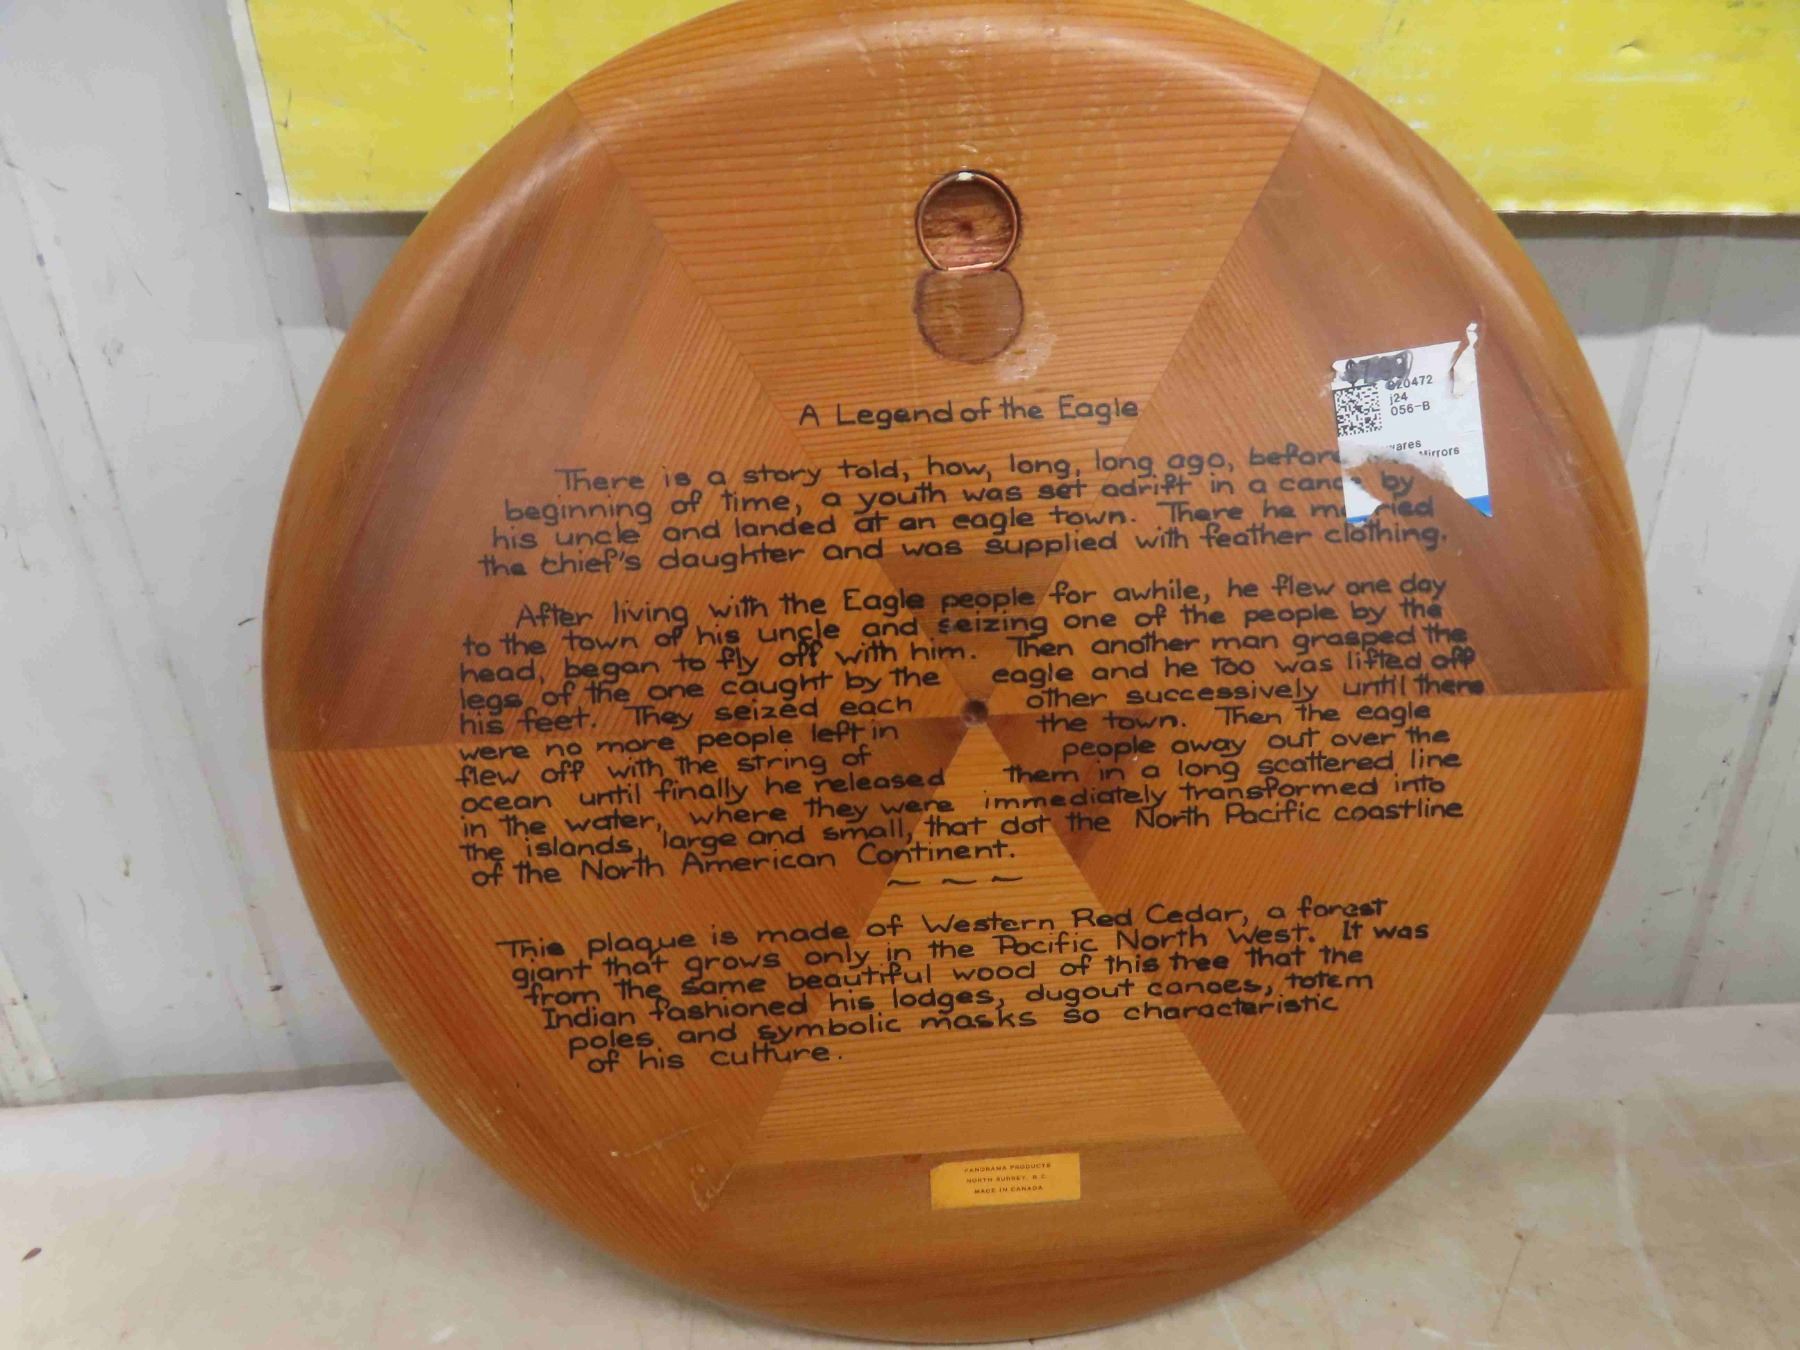 A Legend of the Eagle
There is a story told, how, long, long ago, before
beginning of time, a youth was set adrift in a canoe by
his uncle and landed at an eagle town. There he married
the chief's daughter and was supplied with feather clothing.
After living with the Eagle people for awhile, he flew one day
to the town of his uncle and seizing one of the people by the
head, began to fly off with him. Then another man grasped the
legs of the one caught by the eagle and he too was lifted off
his feet. They seized each other successively until there
were no more people left in the town. Then the eagle
flew off with the string of people away out over the
ocean until finally he released them in a long scattered line
in the water, where they were immediately transformed into
the islands, large and small, that dot the North Pacific coastline
of the North American Continent.
~ ~ ~
This plaque is made of Western Red Cedar, a forest
giant that grows only in the Pacific North West. It was
from the same beautiful wood of this tree that the
Indian fashioned his lodges, dugout canoes, totem
poles and symbolic masks so characteristic
of his culture.
20472
j24
056-B
wares
Mirrors
PANORAMA PRODUCTS
NORTH SURREY, B.C.
MADE IN CANADA